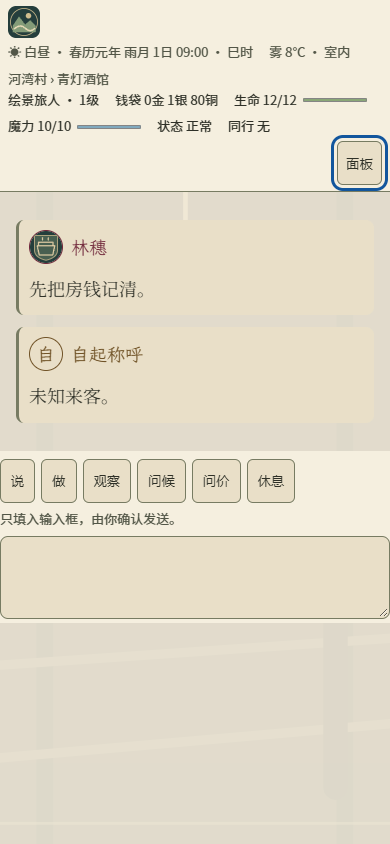 白昼 · 春历元年 雨月 1日 09:00 · 巳时 雾 8°C · 室内
河湾村 › 青灯酒馆
绘景旅人 · 1级 钱袋 0金 1银 80铜 生命 12/12
魔力 10/10 状态 正常 同行 无
面板
林穗
先把房钱记清。
自 自起称呼
未知来客。
说 做 观察 问候 问价 休息
只填入输入框，由你确认发送。